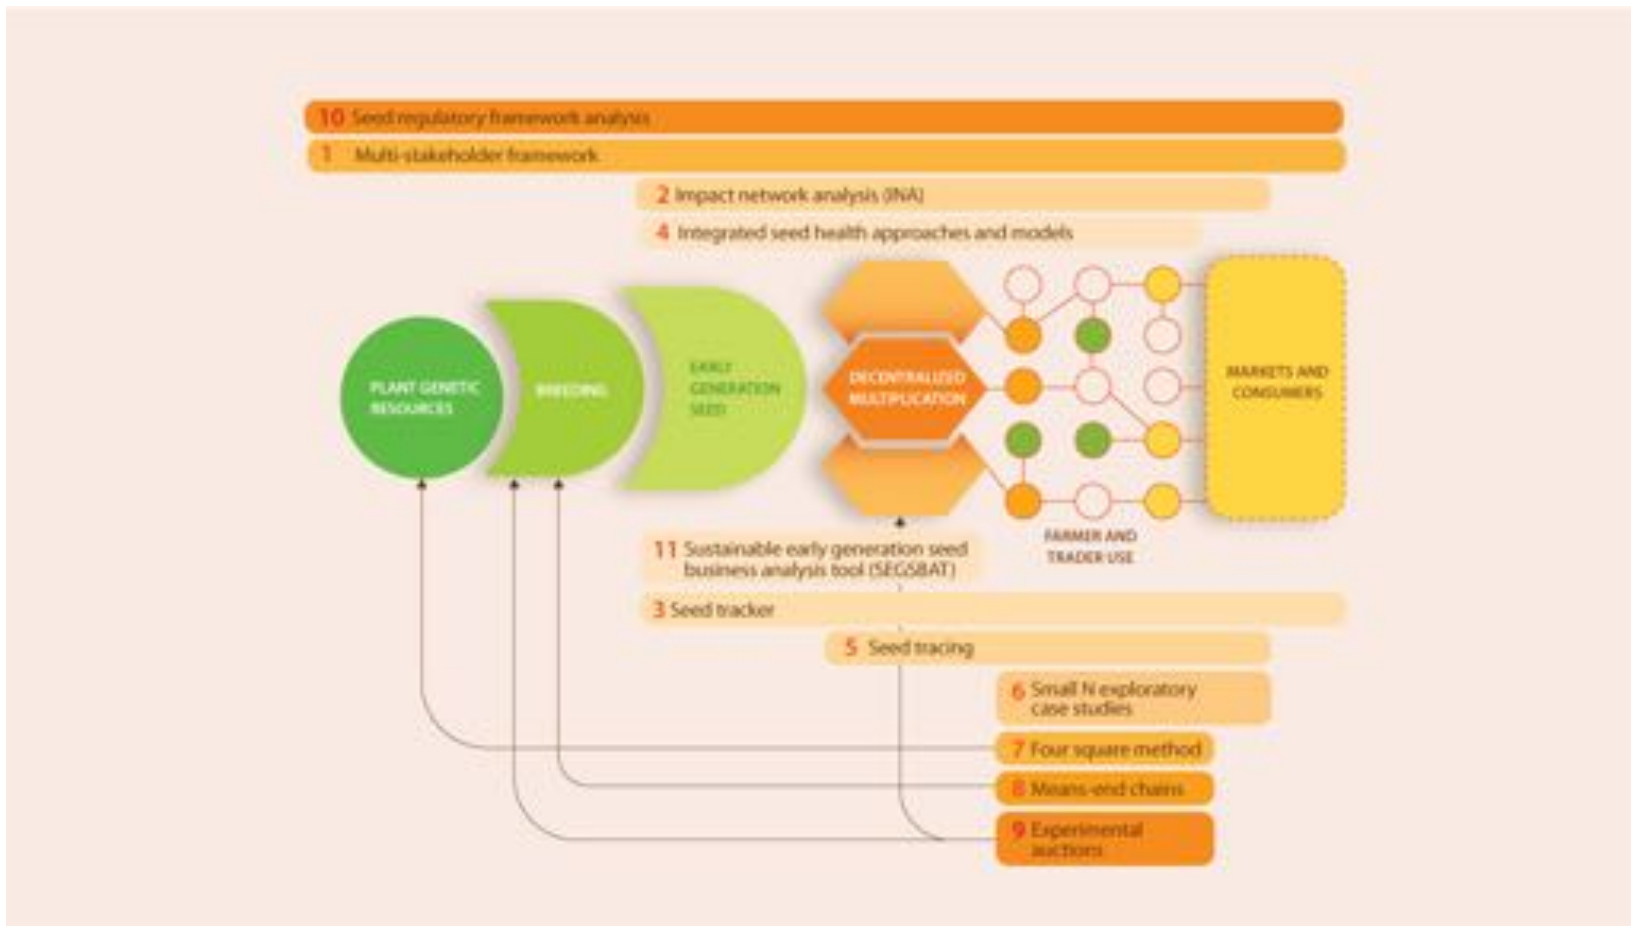 10 Seed regulatory framework analysis
1 Multi-stakeholder framework
2 Impact network analysis (INA)
4 Integrated seed health approaches and models
PLANT GENETIC
RESOURCES
BREEDING
EARLY
GENERATION
SEED
DECENTRALIZED
MULTIPLICATION
MARKETS AND
CONSUMERS
FARMER AND
TRADER USE
11 Sustainable early generation seed
business analysis tool (SEGSBAT)
3 Seed tracker
5 Seed tracing
6 Small N exploratory
case studies
7 Four square method
8 Means-end chains
9 Experimental
auctions